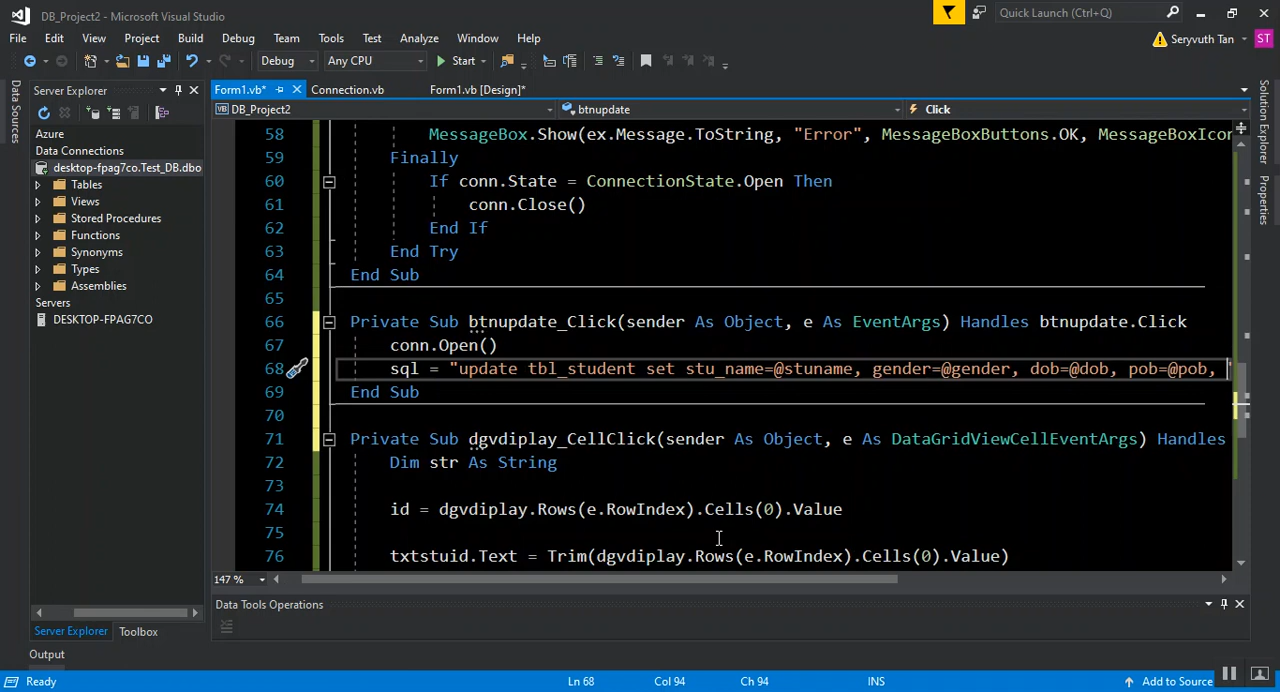 DB_Project2 - Microsoft Visual Studio
Quick Launch (Ctrl+Q)
File Edit View Project Build Debug Team Tools Test Analyze Window Help
Seryvuth Tan ST
Debug Any CPU Start
Data Sources
Server Explorer
Azure
Data Connections
desktop-fpag7co.Test_DB.dbo
Tables
Views
Stored Procedures
Functions
Synonyms
Types
Assemblies
Servers
DESKTOP-FPAG7CO
Server Explorer Toolbox
Form1.vb* Connection.vb Form1.vb [Design]*
DB_Project2 btnupdate Click
58 MessageBox.Show(ex.Message.ToString, "Error", MessageBoxButtons.OK, MessageBoxIcon
59 Finally
60 If conn.State = ConnectionState.Open Then
61 conn.Close()
62 End If
63 End Try
64 End Sub
65
66 Private Sub btnupdate_Click(sender As Object, e As EventArgs) Handles btnupdate.Click
67 conn.Open()
68 sql = "update tbl_student set stu_name=@stuname, gender=@gender, dob=@dob, pob=@pob, "
69 End Sub
70
71 Private Sub dgvdiplay_CellClick(sender As Object, e As DataGridViewCellEventArgs) Handles
72 Dim str As String
73
74 id = dgvdiplay.Rows(e.RowIndex).Cells(0).Value
75
76 txtstuid.Text = Trim(dgvdiplay.Rows(e.RowIndex).Cells(0).Value)
147 %
Data Tools Operations
Solution Explorer
Properties
Output
Ready Ln 68 Col 94 Ch 94 INS Add to Source